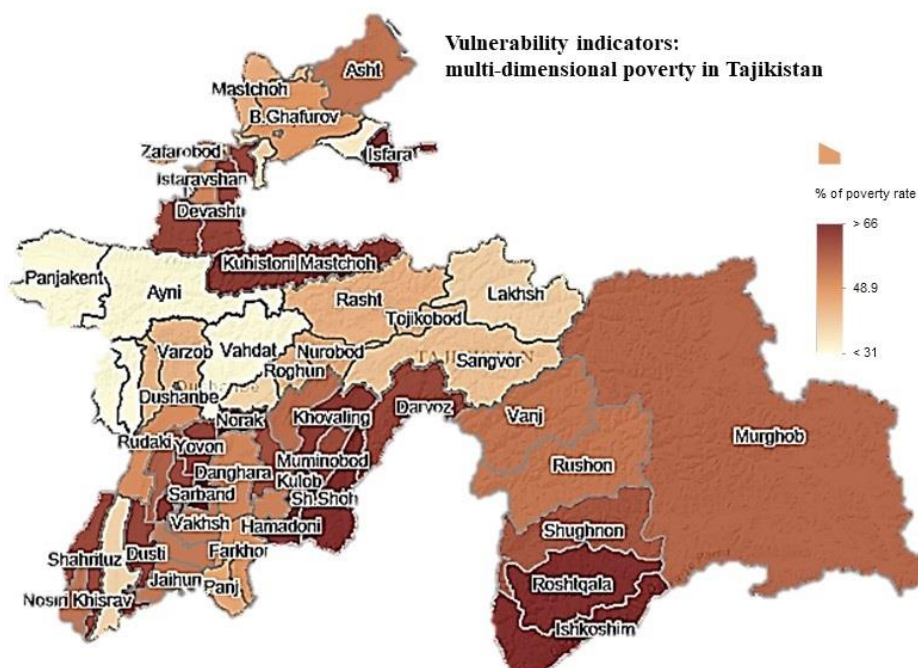 Vulnerability indicators:
multi-dimensional poverty in Tajikistan
Asht
Mastchoh
B.Ghafurov
Zafarobod
Isfara
Istaravshan
Devasht
% of poverty rate
> 66
48.9
< 31
Kuhistoni Mastchoh
Panjakent
Ayni
Rasht
Lakhsh
Tojikobod
Varzob
Vahdat
Nurobod
Sangvor
Roghun
Dushanbe
Norak
Khovaling
Darvoz
Vanj
Murghob
Rudaki
Yovon
Rushon
Danghara
Muminobod
Kulob
Sarband
Sh.Shoh
Vakhsh
Hamadoni
Shughnon
Shahrituz
Dusti
Farkhor
Jaihun
Panj
Roshtqala
Nosiri Khisrav
Ishkoshim